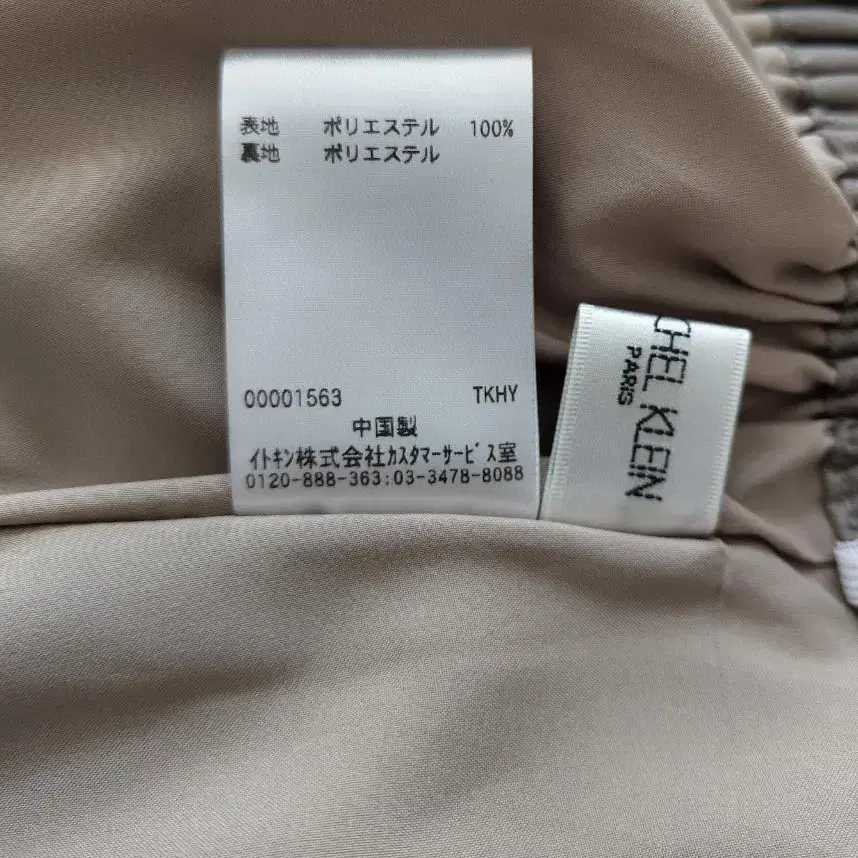 表地 ポリエステル 100%
裏地 ポリエステル
00001563 TKHY
中国製
イトキン株式会社カスタマーサービス室
0120-888-363:03-3478-8088
CHEL KLEIN
PARIS